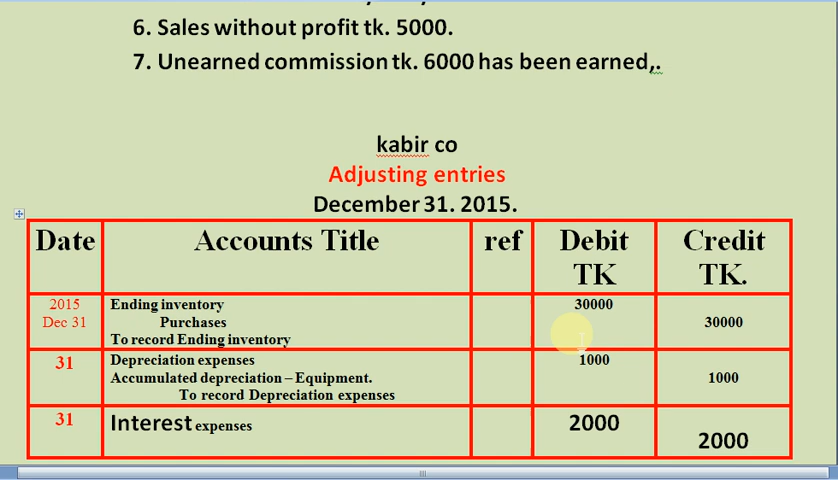 6. Sales without profit tk. 5000.
7. Unearned commission tk. 6000 has been earned,.
kabir co
Adjusting entries
December 31. 2015.
Date Accounts Title ref Debit TK Credit TK.
2015 Dec 31
Ending inventory 30000
Purchases 30000
To record Ending inventory
31 Depreciation expenses 1000
Accumulated depreciation – Equipment. 1000
To record Depreciation expenses
31 Interest expenses 2000
2000